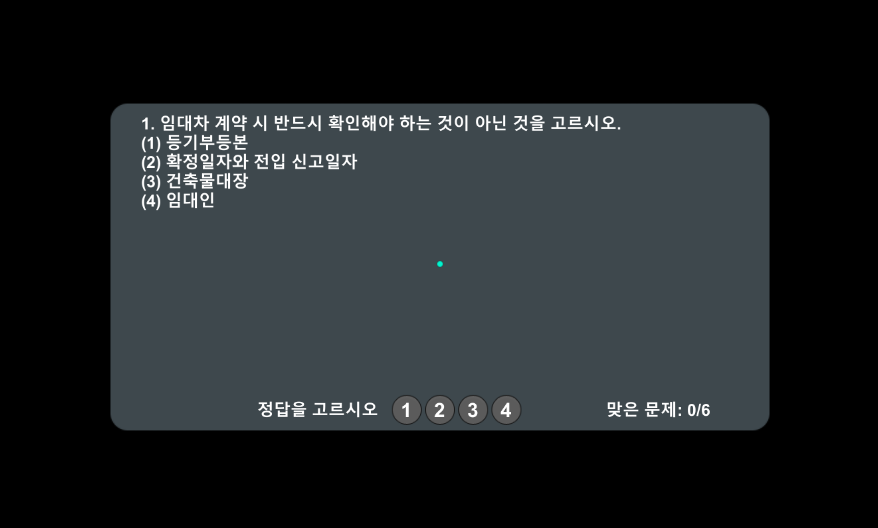 1. 임대차 계약 시 반드시 확인해야 하는 것이 아닌 것을 고르시오.
(1) 등기부등본
(2) 확정일자와 전입 신고일자
(3) 건축물대장
(4) 임대인
정답을 고르시오 1 2 3 4 맞은 문제: 0/6